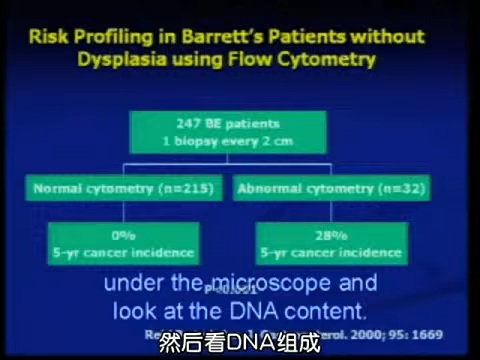 Risk Profiling in Barrett's Patients without
Dysplasia using Flow Cytometry
247 BE patients
1 biopsy every 2 cm
Normal cytometry (n=215)
Abnormal cytometry (n=32)
0%
5-yr cancer incidence
28%
5-yr cancer incidence
under the microscope and
look at the DNA content.
2000; 95: 1669
然后看DNA组成